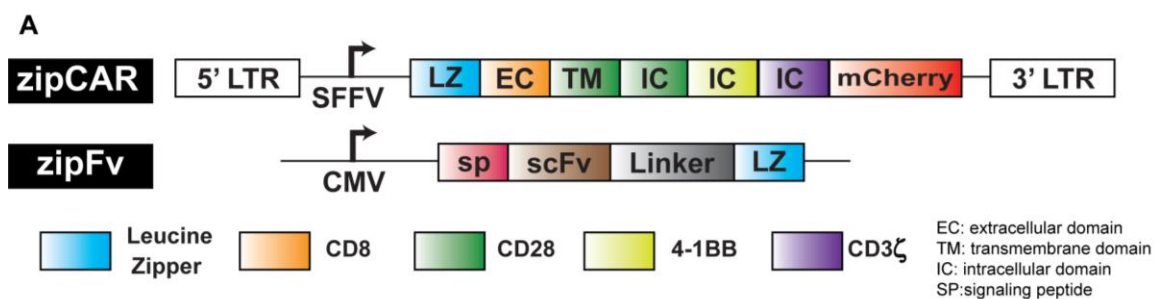 A
zipCAR 5' LTR SFFV LZ EC TM IC IC IC mCherry 3' LTR
zipFv CMV sp scFv Linker LZ
Leucine Zipper CD8 CD28 4-1BB CD3ζ
EC: extracellular domain
TM: transmembrane domain
IC: intracellular domain
SP:signaling peptide